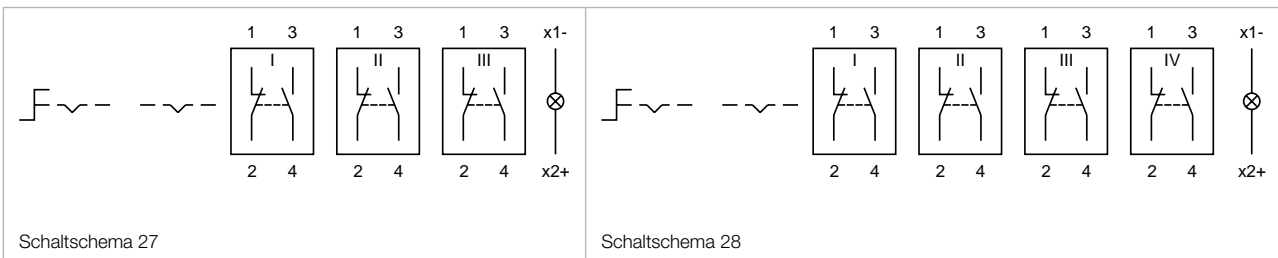 1 3 1 3 1 3 x1- 1 3 1 3 1 3 1 3 x1-
I II III I II III IV
2 4 2 4 2 4 x2+ 2 4 2 4 2 4 2 4 x2+
Schaltschema 27 Schaltschema 28